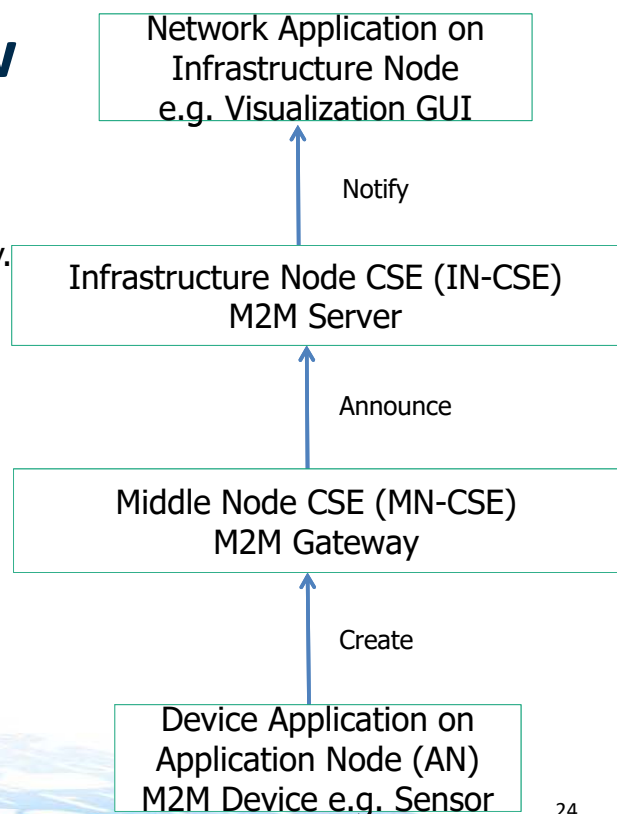 Network Application on
Infrastructure Node
e.g. Visualization GUI
Notify
Infrastructure Node CSE (IN-CSE)
M2M Server
Announce
Middle Node CSE (MN-CSE)
M2M Gateway
Create
Device Application on
Application Node (AN)
M2M Device e.g. Sensor
24